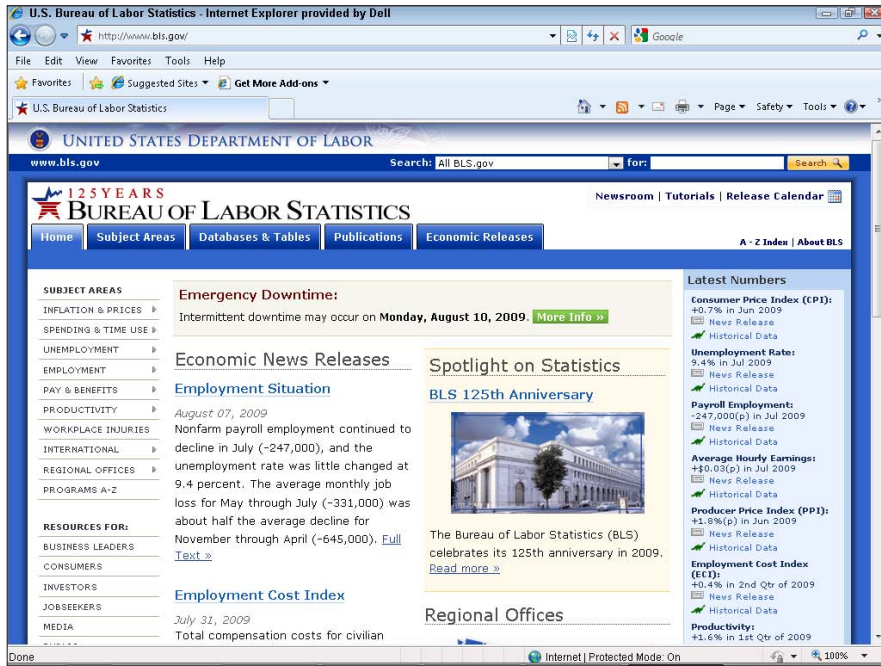 U.S. Bureau of Labor Statistics - Internet Explorer provided by Dell
http://www.bls.gov/
Google
File Edit View Favorites Tools Help
Favorites Suggested Sites Get More Add-ons
U.S. Bureau of Labor Statistics
Page Safety Tools
UNITED STATES DEPARTMENT OF LABOR
www.bls.gov Search: All BLS.gov for: Search
125 YEARS
BUREAU OF LABOR STATISTICS
Newsroom | Tutorials | Release Calendar
Home Subject Areas Databases & Tables Publications Economic Releases
A - Z Index | About BLS
SUBJECT AREAS
INFLATION & PRICES
SPENDING & TIME USE
UNEMPLOYMENT
EMPLOYMENT
PAY & BENEFITS
PRODUCTIVITY
WORKPLACE INJURIES
INTERNATIONAL
REGIONAL OFFICES
PROGRAMS A-Z
RESOURCES FOR:
BUSINESS LEADERS
CONSUMERS
INVESTORS
JOBSEEKERS
MEDIA
Emergency Downtime:
Intermittent downtime may occur on Monday, August 10, 2009. More Info »
Economic News Releases
Employment Situation
August 07, 2009
Nonfarm payroll employment continued to
decline in July (-247,000), and the
unemployment rate was little changed at
9.4 percent. The average monthly job
loss for May through July (-331,000) was
about half the average decline for
November through April (-645,000). Full
Text »
Employment Cost Index
July 31, 2009
Total compensation costs for civilian
Spotlight on Statistics
BLS 125th Anniversary
The Bureau of Labor Statistics (BLS)
celebrates its 125th anniversary in 2009.
Read more »
Regional Offices
Latest Numbers
Consumer Price Index (CPI):
+0.7% in Jun 2009
News Release
Historical Data
Unemployment Rate:
9.4% in Jul 2009
News Release
Historical Data
Payroll Employment:
-247,000(p) in Jul 2009
News Release
Historical Data
Average Hourly Earnings:
+$0.03(p) in Jul 2009
News Release
Historical Data
Producer Price Index (PPI):
+1.8%(p) in Jun 2009
News Release
Historical Data
Employment Cost Index
(ECI):
+0.4% in 2nd Qtr of 2009
News Release
Historical Data
Productivity:
+1.6% in 1st Qtr of 2009
Done Internet | Protected Mode: On 100%